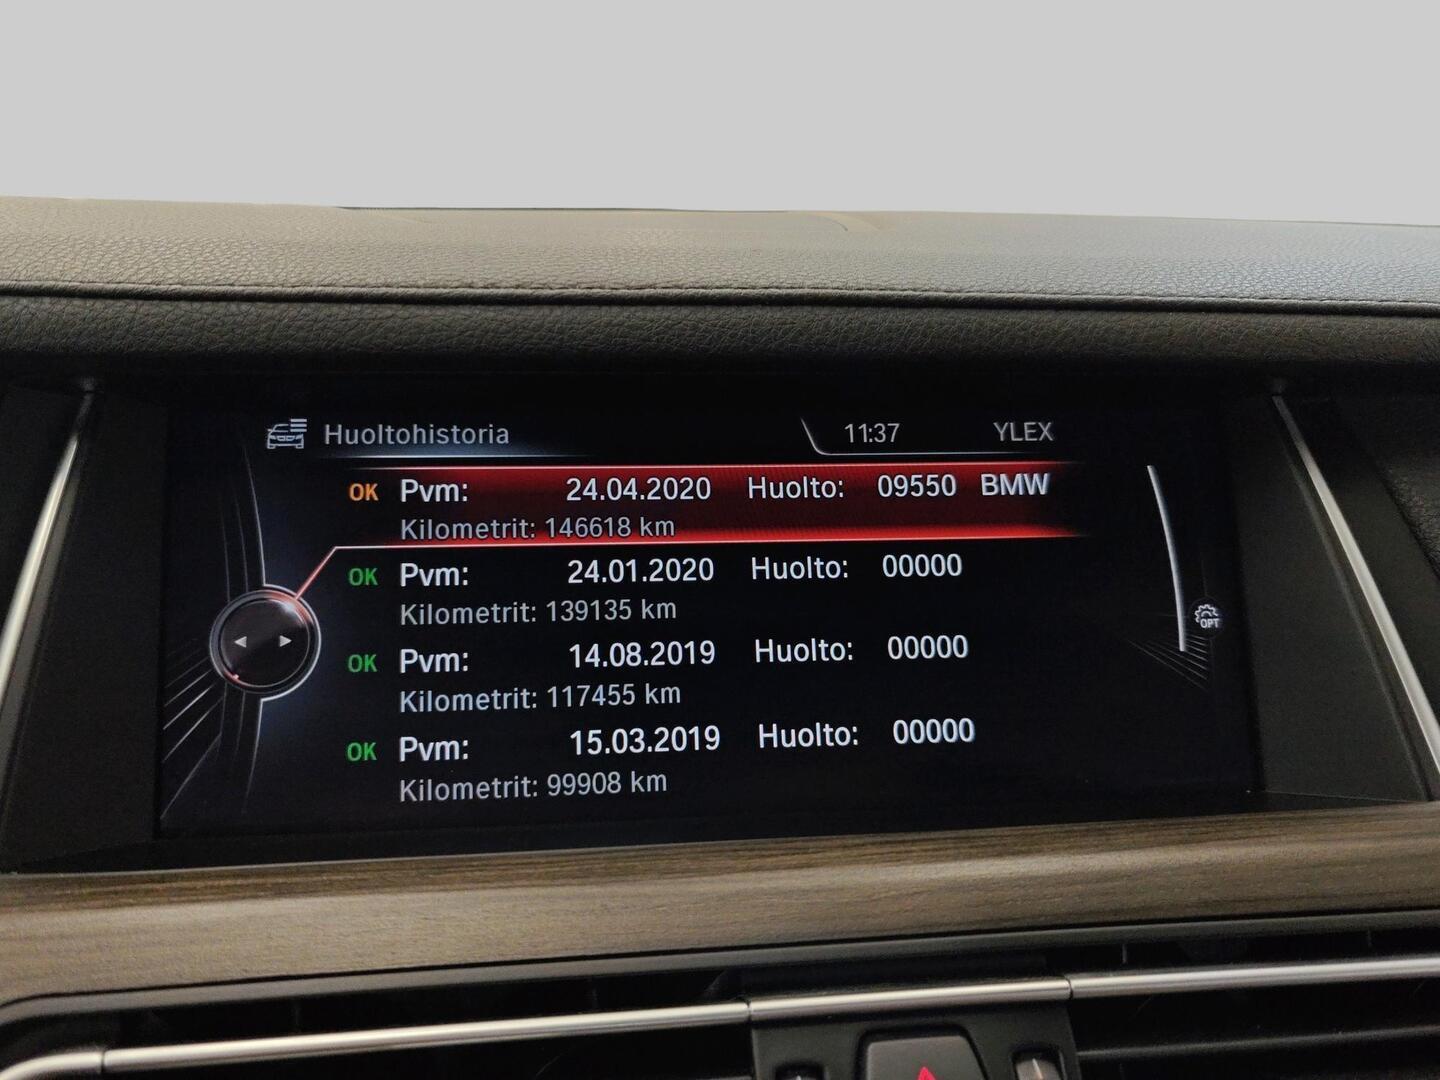 Huoltohistoria 11:37 YLEX
OK Pvm: 24.04.2020 Huolto: 09550 BMW
Kilometrit: 146618 km
OK Pvm: 24.01.2020 Huolto: 00000
Kilometrit: 139135 km
OK Pvm: 14.08.2019 Huolto: 00000
Kilometrit: 117455 km
OK Pvm: 15.03.2019 Huolto: 00000
Kilometrit: 99908 km
OPT